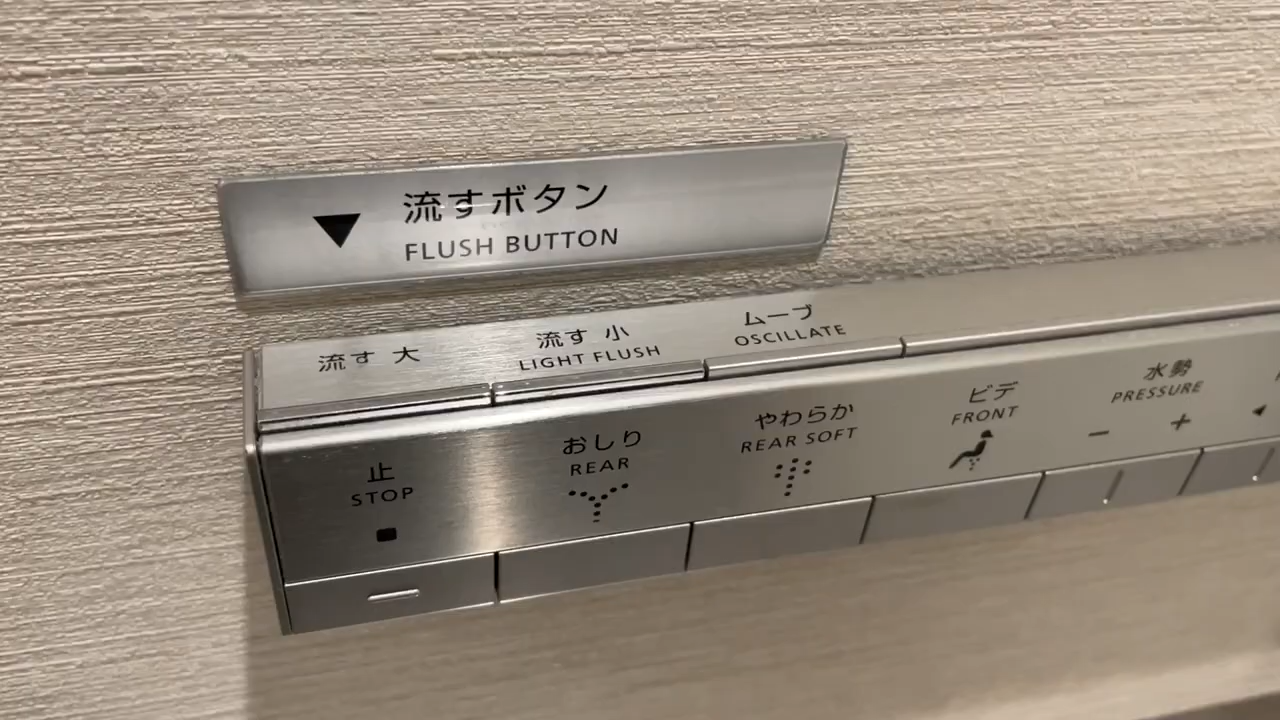 流すボタン
FLUSH BUTTON
流す 大
流す 小
LIGHT FLUSH
ムーブ
OSCILLATE
止
STOP
おしり
REAR
やわらか
REAR SOFT
ビデ
FRONT
水勢
PRESSURE
− +